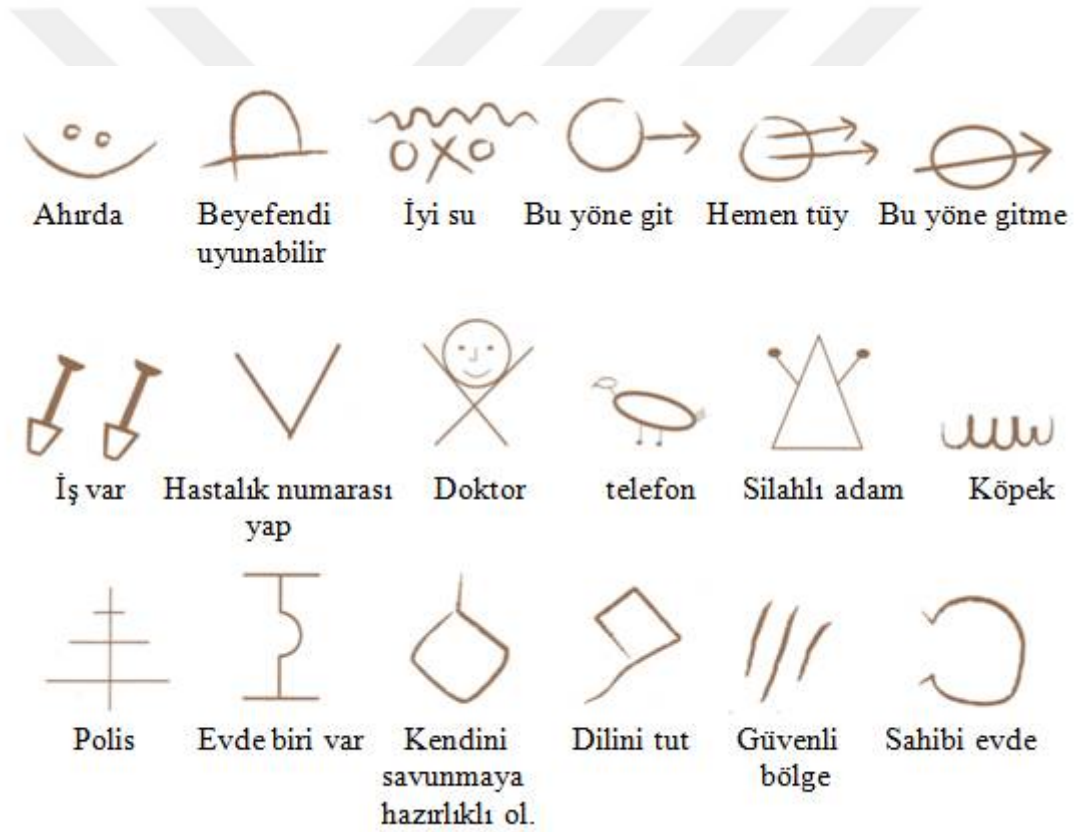 Ahırda Beyefendi İyi su Bu yöne git Hemen tüy Bu yöne gitme
uyunabilir
İş var Hastalık numarası Doktor telefon Silahlı adam Köpek
yap
Polis Evde biri var Kendini Dilini tut Güvenli Sahibi evde
savunmaya bölge
hazırlıklı ol.